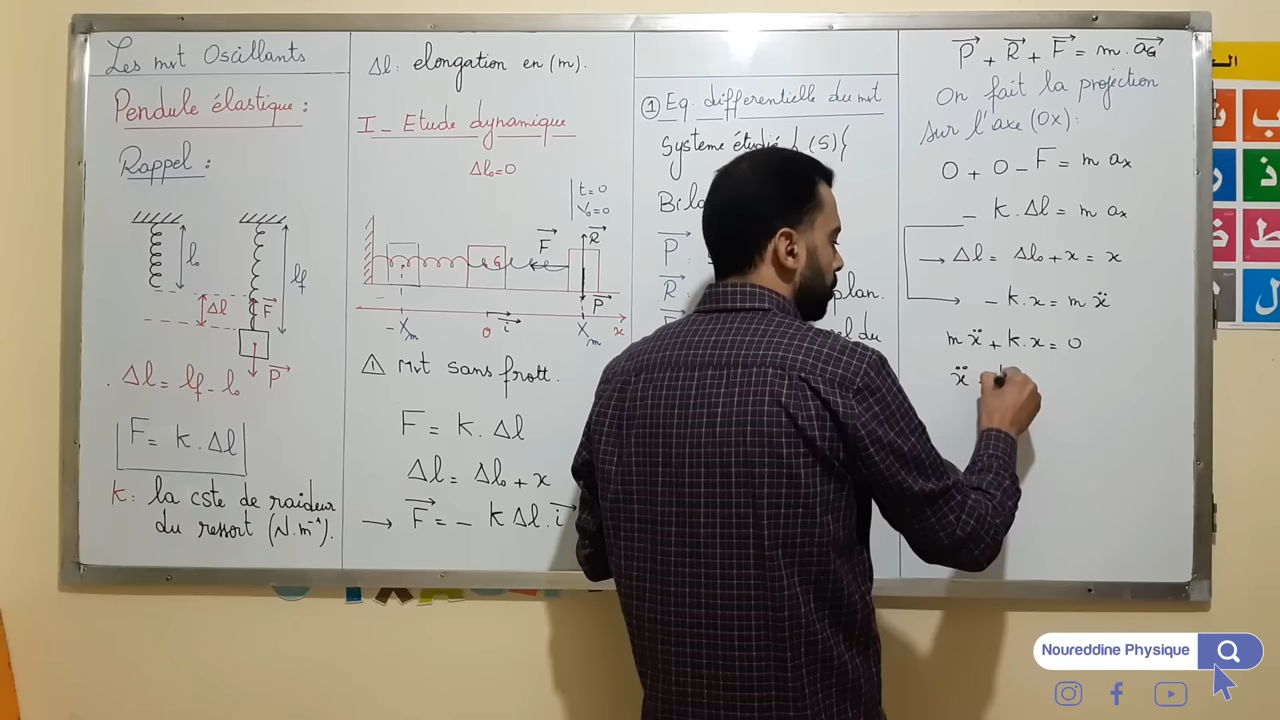 Les mvt Oscillants
Pendule élastique :
Rappel :
l₀
Δl
F⃗
lf
P⃗
Δl = lf - l₀
F = k . Δl
k : la cste de raideur
du ressort (N.m⁻¹).
Δl : elongation en (m).
I _ Etude dynamique
Δl₀ = 0
t = 0
V₀ = 0
R⃗
F⃗
G
P⃗
- Xm
0
i⃗
Xm
x
⚠ Mvt sans frott.
F = k . Δl
Δl = Δl₀ + x
→ F⃗ = - k Δl . i⃗
① Eq. differentielle du mvt
Système étudié { (S) {
P⃗ :
R⃗ :
plan.
du
P⃗ + R⃗ + F⃗ = m . a⃗G
On fait la projection
sur l'axe (Ox) :
0 + 0 - F = m ax
- k . Δl = m ax
→ Δl = Δl₀ + x = x
→ - k . x = m ẍ
m ẍ + k . x = 0
ẍ
Noureddine Physique